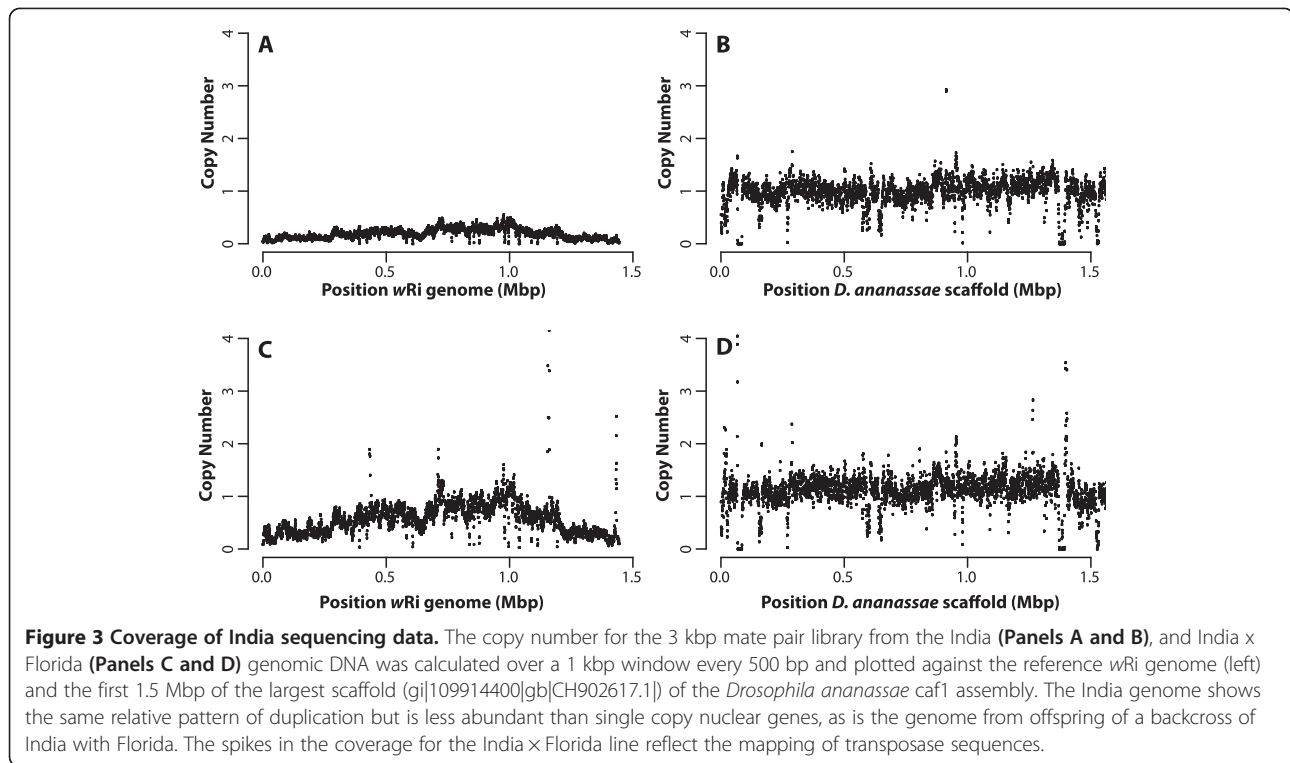 A
Copy Number
4
3
2
1
0
0.0 0.5 1.0 1.5
Position wRi genome (Mbp)
B
Copy Number
4
3
2
1
0
0.0 0.5 1.0 1.5
Position D. ananassae scaffold (Mbp)
C
Copy Number
4
3
2
1
0
0.0 0.5 1.0 1.5
Position wRi genome (Mbp)
D
Copy Number
4
3
2
1
0
0.0 0.5 1.0 1.5
Position D. ananassae scaffold (Mbp)
Figure 3 Coverage of India sequencing data. The copy number for the 3 kbp mate pair library from the India (Panels A and B), and India x
Florida (Panels C and D) genomic DNA was calculated over a 1 kbp window every 500 bp and plotted against the reference wRi genome (left)
and the first 1.5 Mbp of the largest scaffold (gi|109914400|gb|CH902617.1|) of the Drosophila ananassae caf1 assembly. The India genome shows
the same relative pattern of duplication but is less abundant than single copy nuclear genes, as is the genome from offspring of a backcross of
India with Florida. The spikes in the coverage for the India × Florida line reflect the mapping of transposase sequences.